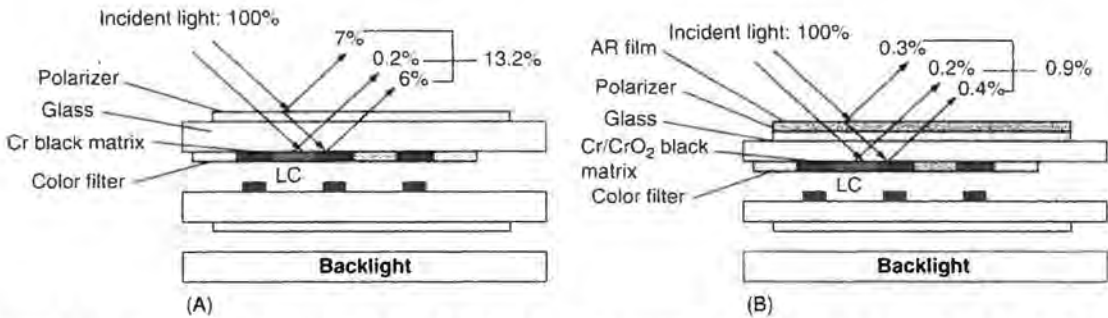 Incident light: 100%
7%
0.2%
13.2%
6%
Polarizer
Glass
Cr black matrix
Color filter
LC
Backlight
(A)
Incident light: 100%
AR film
0.3%
0.2%
0.9%
0.4%
Polarizer
Glass
Cr/CrO₂ black
matrix
Color filter
LC
Backlight
(B)